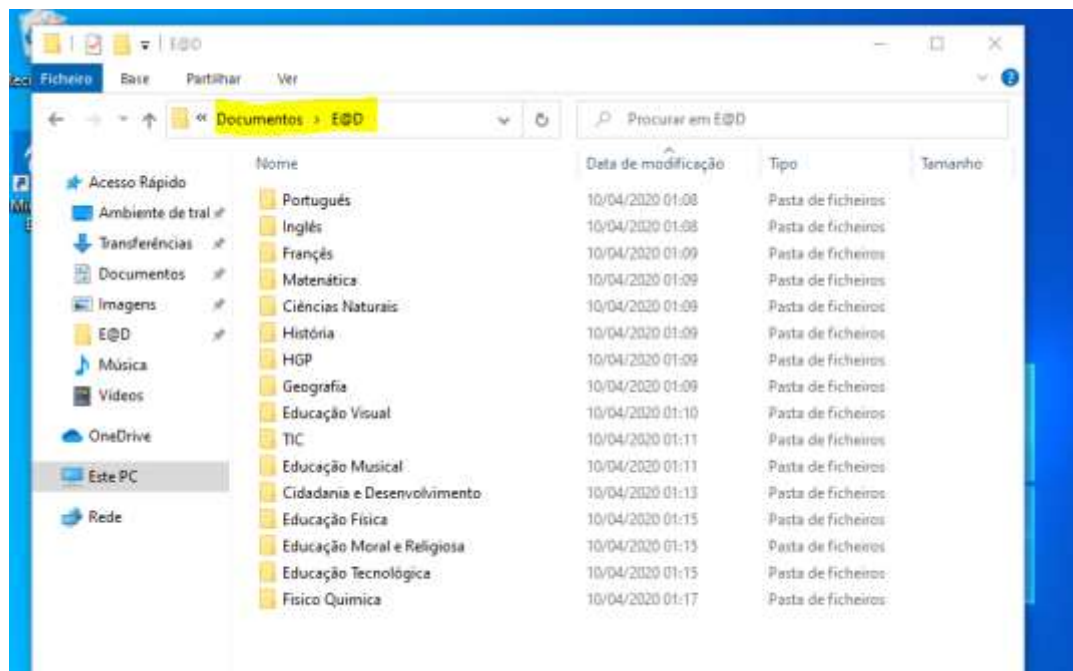 E@D
Ficheiro Base Partilhar Ver
« Documentos > E@D Procurar em E@D
Nome Data de modificação Tipo Tamanho
Acesso Rápido
Ambiente de tral
Transferências
Documentos
Imagens
E@D
Música
Vídeos
OneDrive
Este PC
Rede
Português 10/04/2020 01:08 Pasta de ficheiros
Inglês 10/04/2020 01:08 Pasta de ficheiros
Françês 10/04/2020 01:09 Pasta de ficheiros
Matenática 10/04/2020 01:09 Pasta de ficheiros
Ciências Naturais 10/04/2020 01:09 Pasta de ficheiros
História 10/04/2020 01:09 Pasta de ficheiros
HGP 10/04/2020 01:09 Pasta de ficheiros
Geografia 10/04/2020 01:09 Pasta de ficheiros
Educação Visual 10/04/2020 01:10 Pasta de ficheiros
TIC 10/04/2020 01:11 Pasta de ficheiros
Educação Musical 10/04/2020 01:11 Pasta de ficheiros
Cidadania e Desenvolvimento 10/04/2020 01:13 Pasta de ficheiros
Educação Física 10/04/2020 01:15 Pasta de ficheiros
Educação Moral e Religiosa 10/04/2020 01:15 Pasta de ficheiros
Educação Tecnológica 10/04/2020 01:15 Pasta de ficheiros
Fisico Quimica 10/04/2020 01:17 Pasta de ficheiros